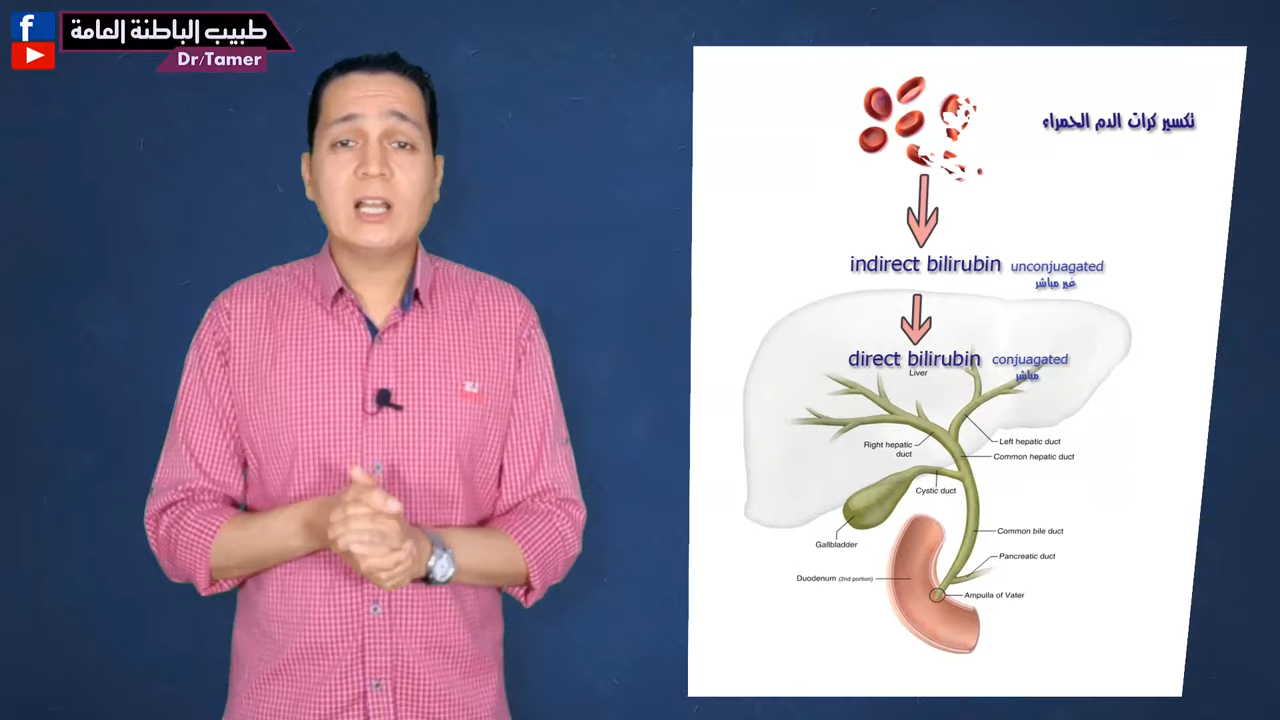 طبيب الباطنة العامة
Dr/Tamer
تكسير كرات الدم الحمراء
indirect bilirubin unconjuagated
غير مباشر
direct bilirubin conjuagated
مباشر
Liver
Right hepatic
duct
Left hepatic duct
Common hepatic duct
Cystic duct
Gallbladder
Common bile duct
Pancreatic duct
Duodenum (2nd portion)
Ampulla of Vater